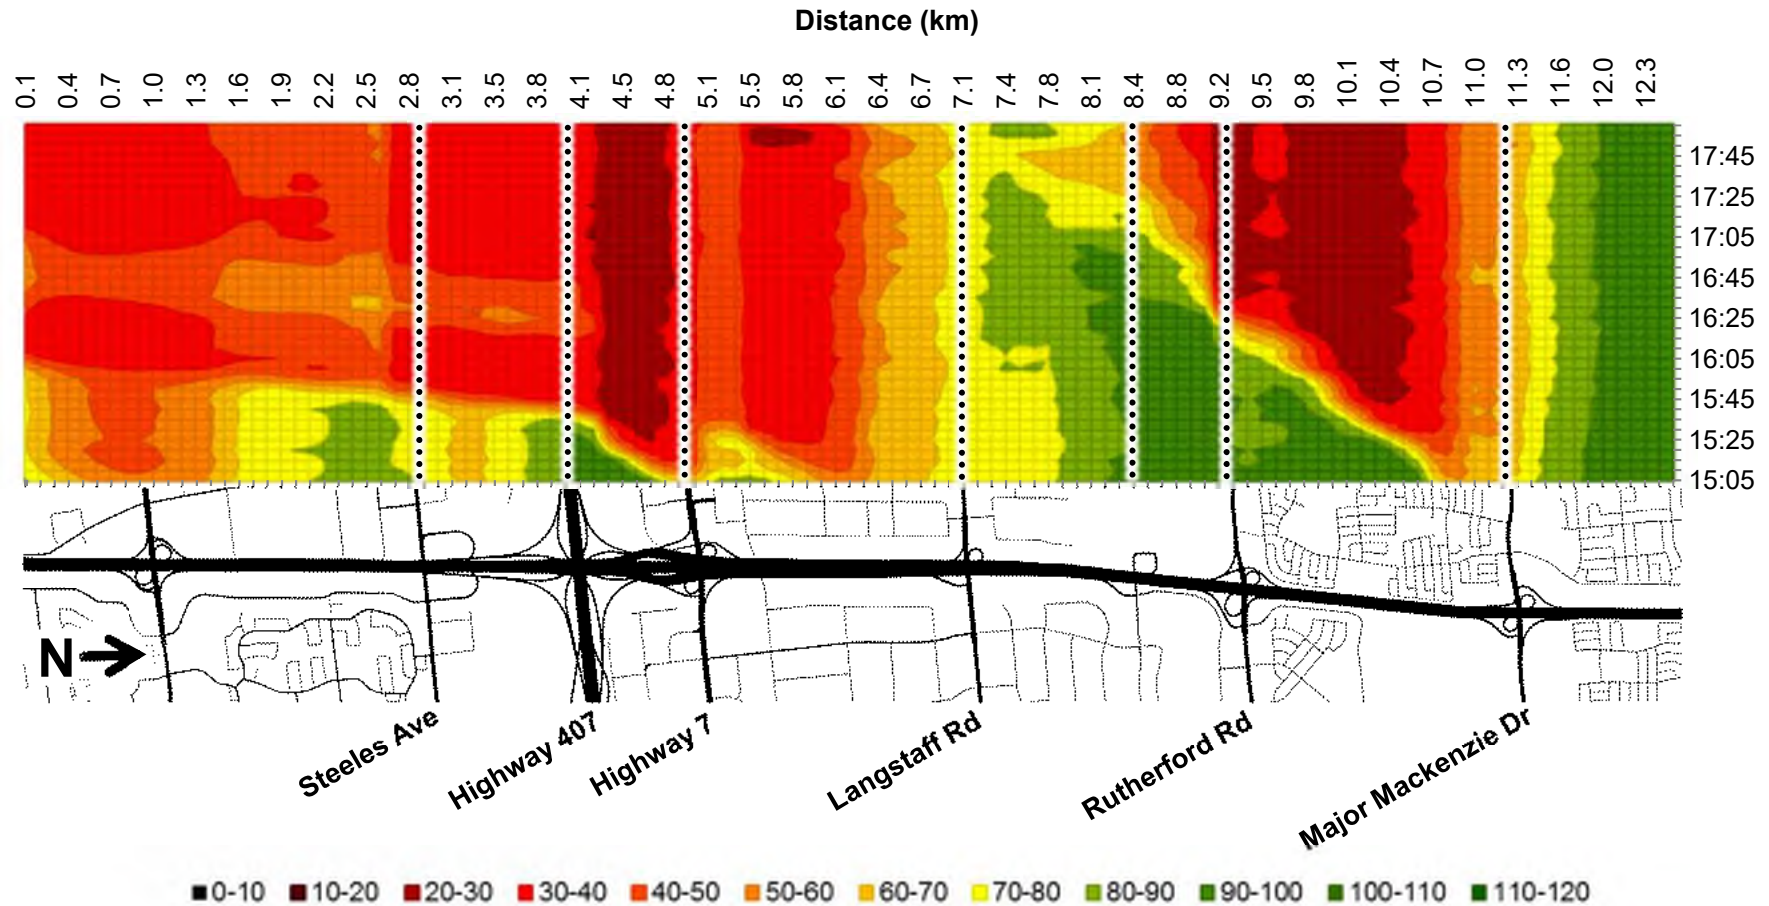 Distance (km)
0.1 0.4 0.7 1.0 1.3 1.6 1.9 2.2 2.5 2.8 3.1 3.5 3.8 4.1 4.5 4.8 5.1 5.5 5.8 6.1 6.4 6.7 7.1 7.4 7.8 8.1 8.4 8.8 9.2 9.5 9.8 10.1 10.4 10.7 11.0 11.3 11.6 12.0 12.3
17:45
17:25
17:05
16:45
16:25
16:05
15:45
15:25
15:05
N
Steeles Ave
Highway 407
Highway 7
Langstaff Rd
Rutherford Rd
Major Mackenzie Dr
0-10 10-20 20-30 30-40 40-50 50-60 60-70 70-80 80-90 90-100 100-110 110-120